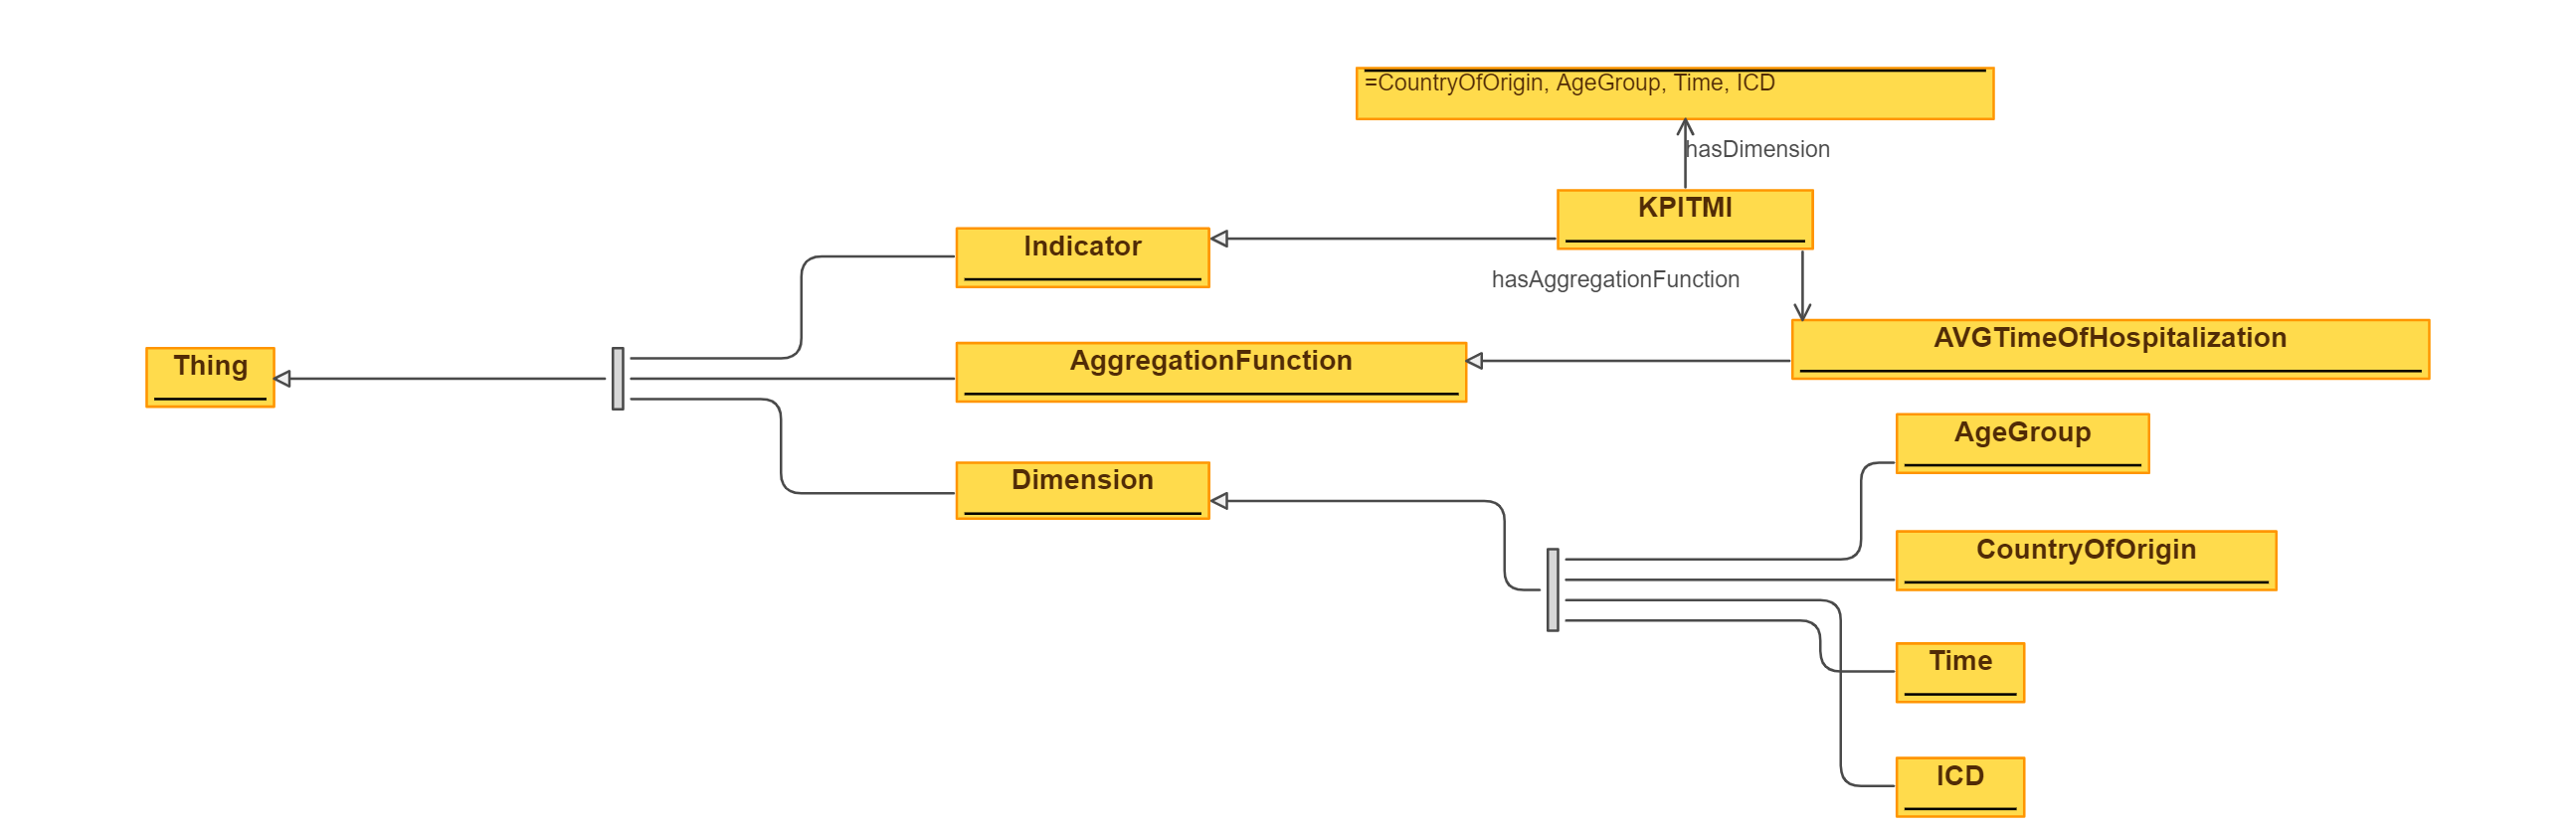 =CountryOfOrigin, AgeGroup, Time, ICD
hasDimension
KPITMI
Indicator
hasAggregationFunction
AVGTimeOfHospitalization
AggregationFunction
Thing
AgeGroup
Dimension
CountryOfOrigin
Time
ICD